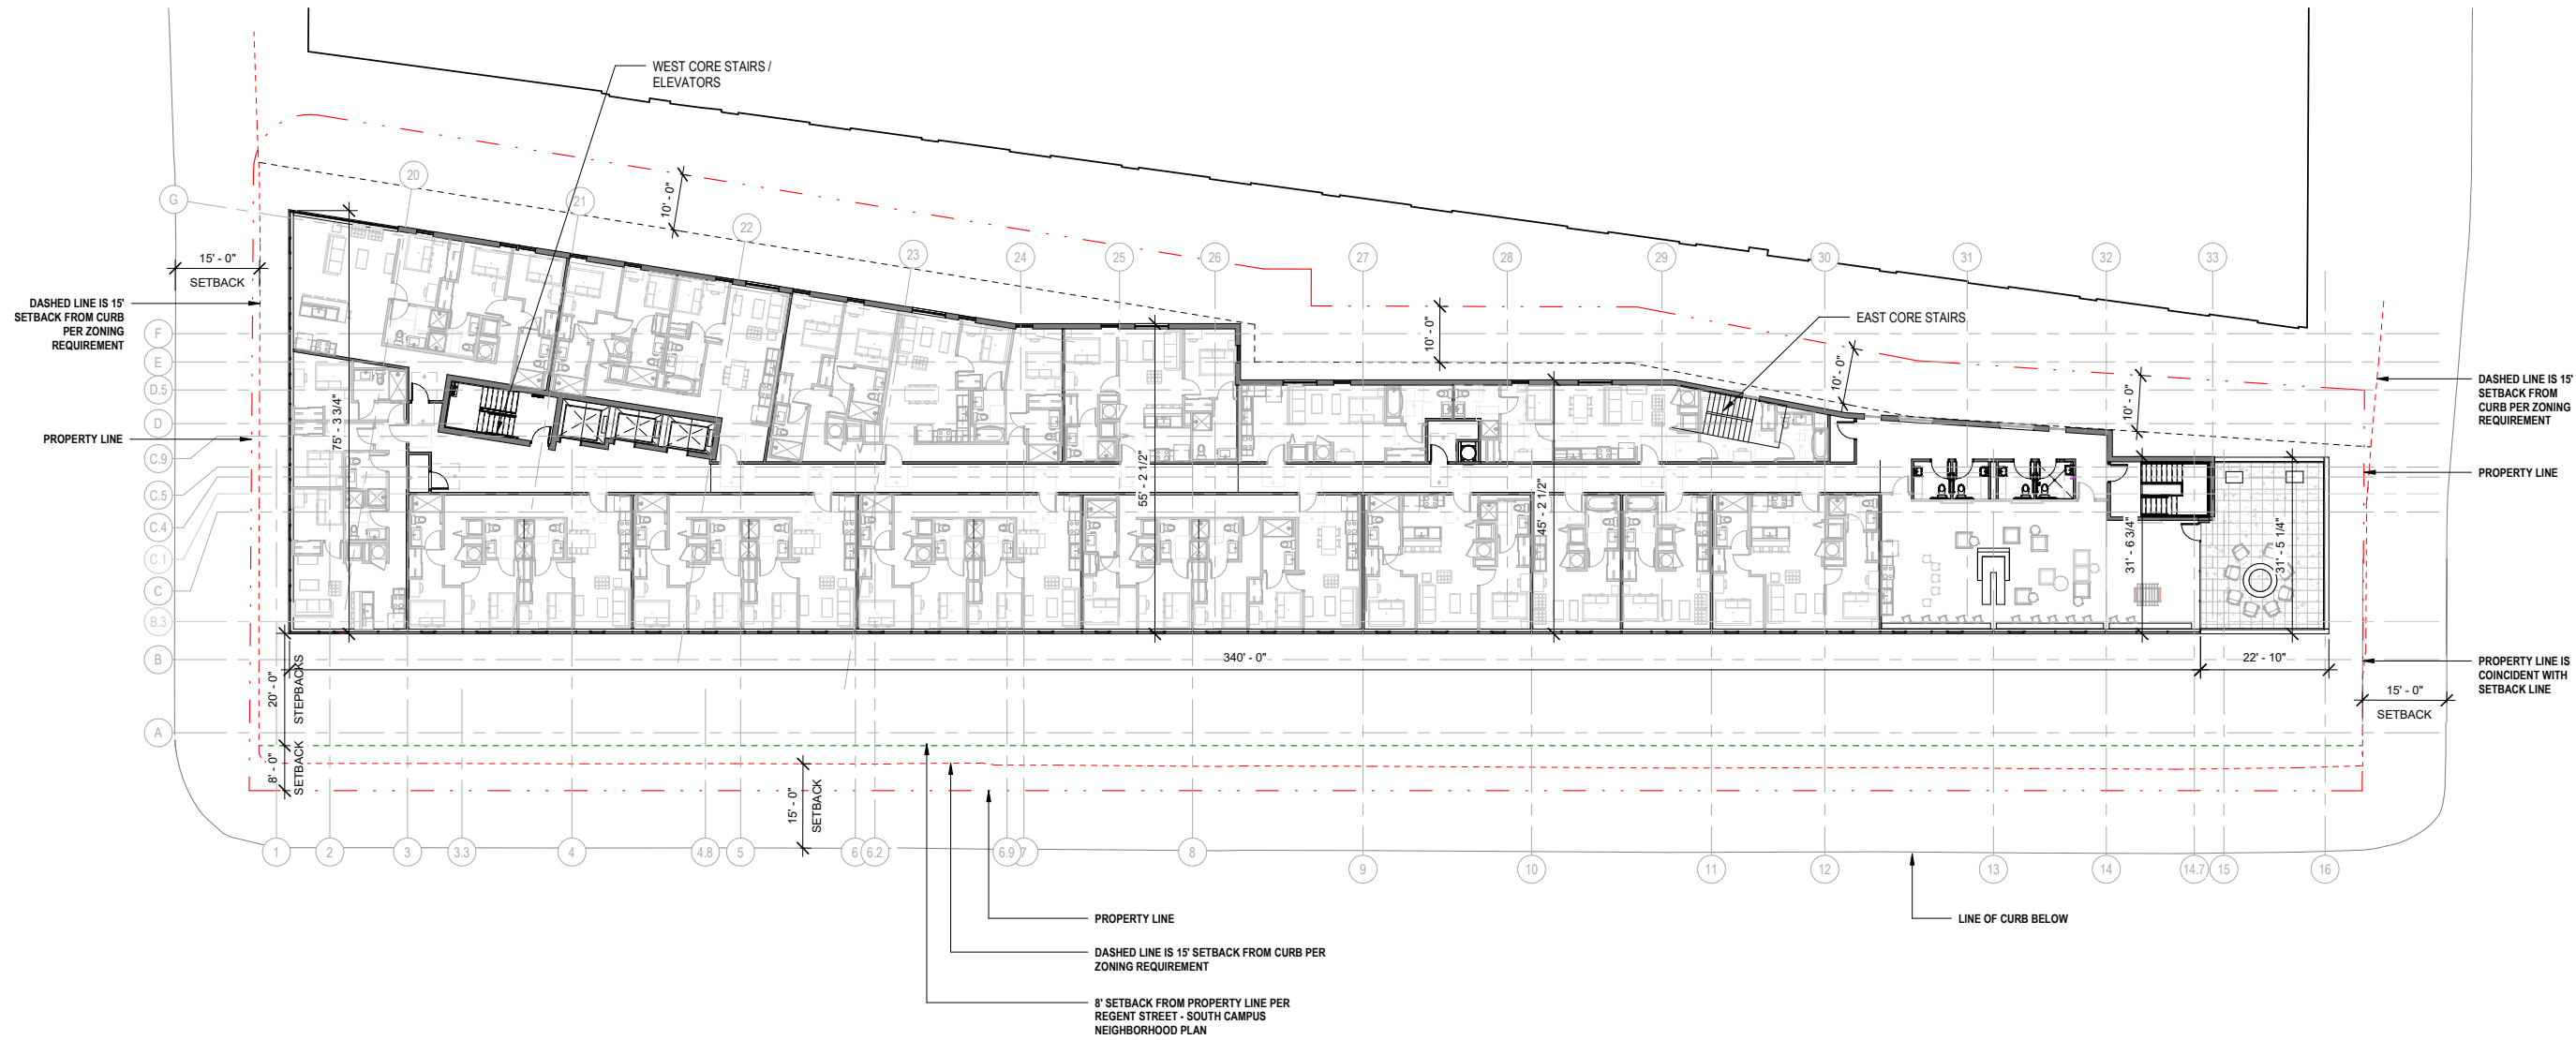 WEST CORE STAIRS /
ELEVATORS
20
G
21
10' - 0"
22
23
24
25
26
27
28
29
30
31
32
33
15' - 0"
SETBACK
DASHED LINE IS 15'
SETBACK FROM CURB
PER ZONING
REQUIREMENT
EAST CORE STAIRS
F
E
D.5
D
C.9
C.5
C.4
C.1
C
B.3
B
A
10' - 0"
10' - 0"
10' - 0"
DASHED LINE IS 15'
SETBACK FROM
CURB PER ZONING
REQUIREMENT
PROPERTY LINE
PROPERTY LINE
75' - 3 3/4"
55' - 2 1/2"
45' - 2 1/2"
31' - 6 3/4"
31' - 5 1/4"
340' - 0"
22' - 10"
PROPERTY LINE IS
COINCIDENT WITH
SETBACK LINE
15' - 0"
SETBACK
20' - 0"
STEPBACKS
8' - 0"
SETBACK
15' - 0"
SETBACK
1
2
3
3.3
4
4.8
5
6
6.2
6.9
7
8
9
10
11
12
13
14
14.7
15
16
PROPERTY LINE
LINE OF CURB BELOW
DASHED LINE IS 15' SETBACK FROM CURB PER
ZONING REQUIREMENT
8' SETBACK FROM PROPERTY LINE PER
REGENT STREET - SOUTH CAMPUS
NEIGHBORHOOD PLAN